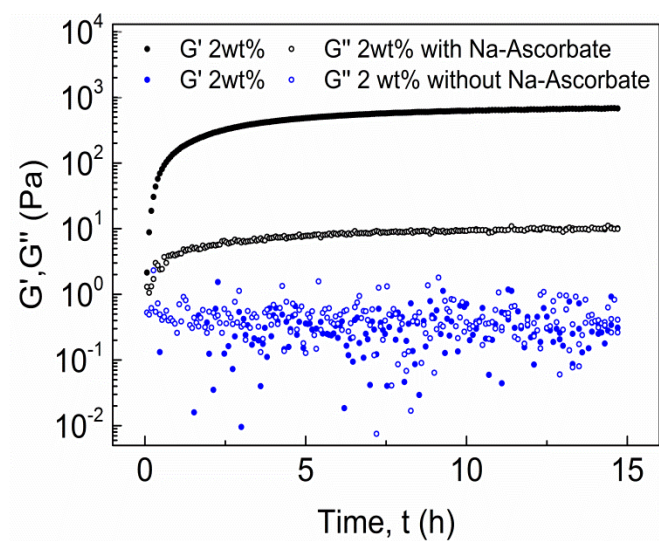 10⁴
G' 2wt% G'' 2wt% with Na-Ascorbate
G' 2wt% G'' 2 wt% without Na-Ascorbate
10³
10²
10¹
10⁰
10⁻¹
10⁻²
G',G'' (Pa)
0 5 10 15
Time, t (h)